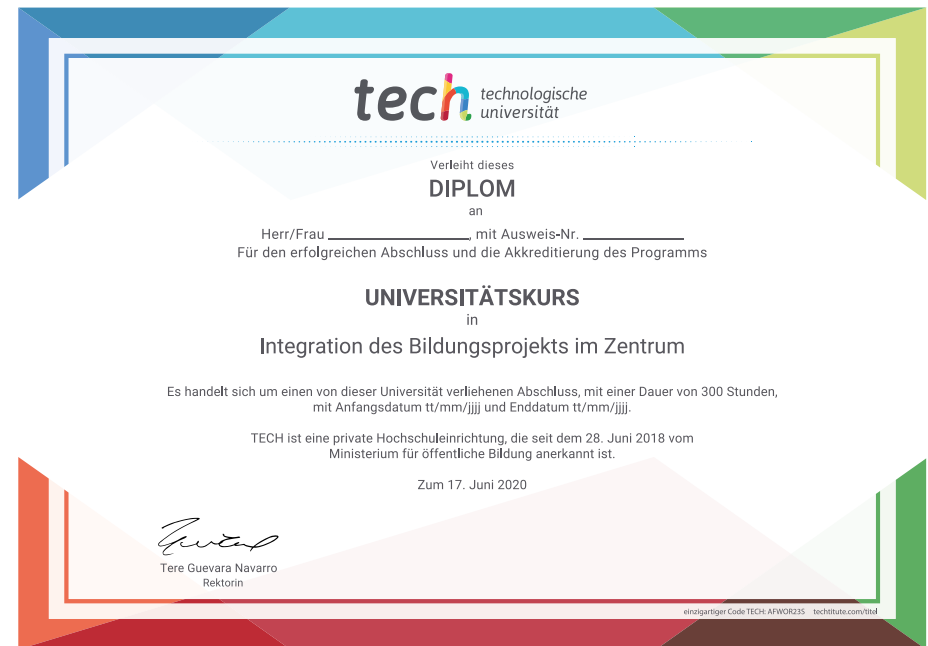 tech technologische
universität
Verleiht dieses
DIPLOM
an
Herr/Frau ____________________, mit Ausweis-Nr. ______________
Für den erfolgreichen Abschluss und die Akkreditierung des Programms
UNIVERSITÄTSKURS
in
Integration des Bildungsprojekts im Zentrum
Es handelt sich um einen von dieser Universität verliehenen Abschluss, mit einer Dauer von 300 Stunden,
mit Anfangsdatum tt/mm/jjjj und Enddatum tt/mm/jjjj.
TECH ist eine private Hochschuleinrichtung, die seit dem 28. Juni 2018 vom
Ministerium für öffentliche Bildung anerkannt ist.
Zum 17. Juni 2020
Tere Guevara Navarro
Rektorin
einzigartiger Code TECH: AFWOR23S techtitute.com/titel